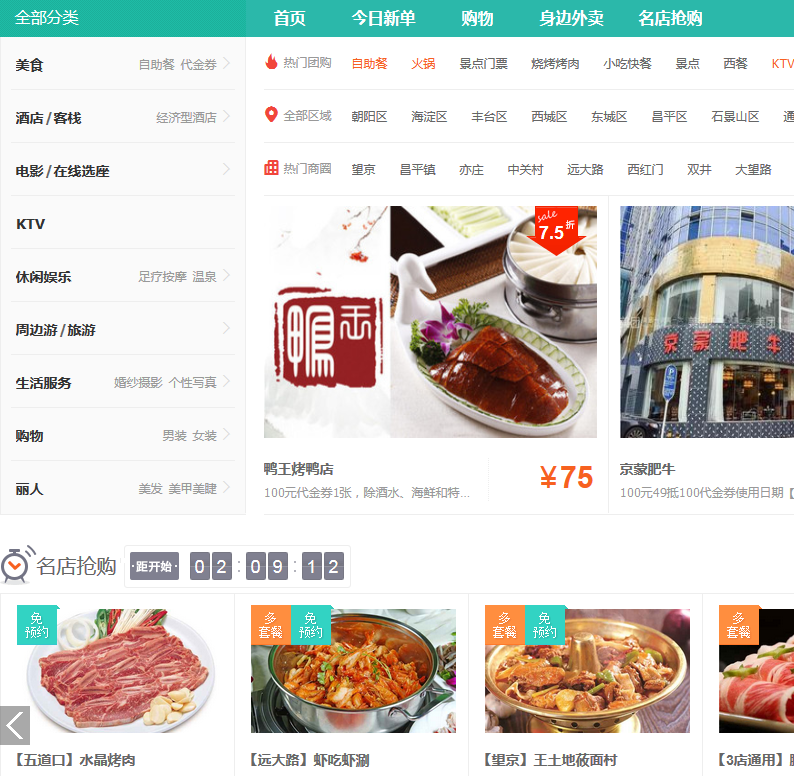 全部分类
首页 今日新单 购物 身边外卖 名店抢购
美食 自助餐 代金券
酒店 / 客栈 经济型酒店
电影 / 在线选座
KTV
休闲娱乐 足疗按摩 温泉
周边游 / 旅游
生活服务 婚纱摄影 个性写真
购物 男装 女装
丽人 美发 美甲美睫
热门团购 自助餐 火锅 景点门票 烧烤烤肉 小吃快餐 景点 西餐 KTV
全部区域 朝阳区 海淀区 丰台区 西城区 东城区 昌平区 石景山区 通
热门商圈 望京 昌平镇 亦庄 中关村 远大路 西红门 双井 大望路
sale
7.5折
鸭王
京蒙肥牛
鸭王烤鸭店
100元代金券1张，除酒水、海鲜和特...
¥75
京蒙肥牛
100元49抵100代金券使用日期【
名店抢购 ·距开始· 02:09:12
免
预约
多
套餐
免
预约
多
套餐
免
预约
多
套餐
【五道口】水晶烤肉
【远大路】虾吃虾涮
【望京】王土地莜面村
【3店通用】